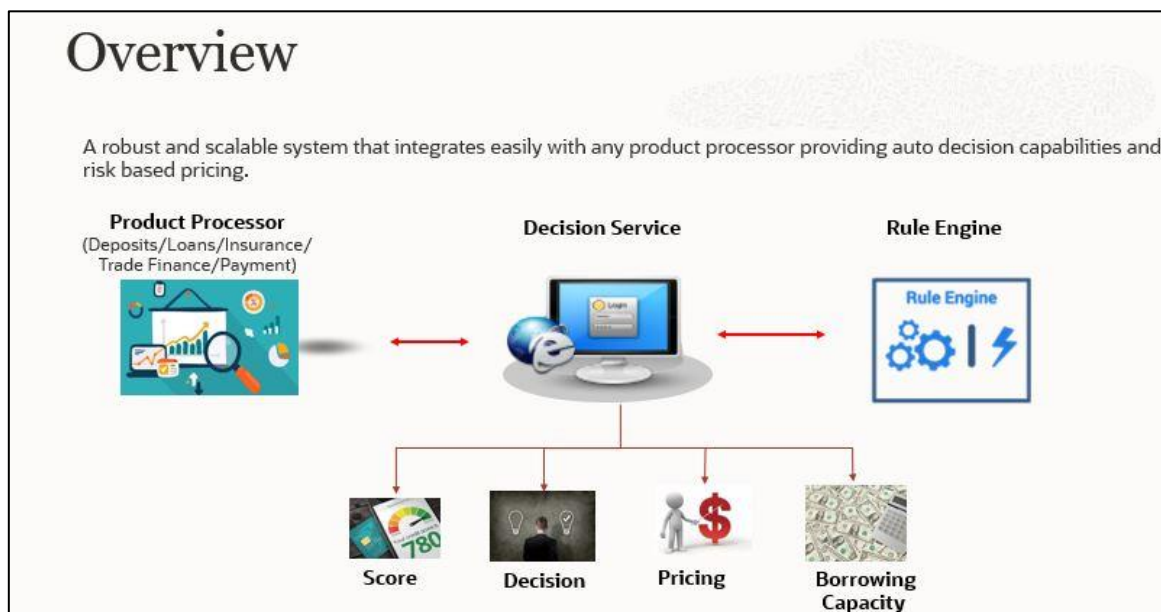 Overview
A robust and scalable system that integrates easily with any product processor providing auto decision capabilities and
risk based pricing.
Product Processor
(Deposits/Loans/Insurance/
Trade Finance/Payment)
Decision Service
Rule Engine
Login
Rule Engine
780
Score
Decision
Pricing
Borrowing
Capacity